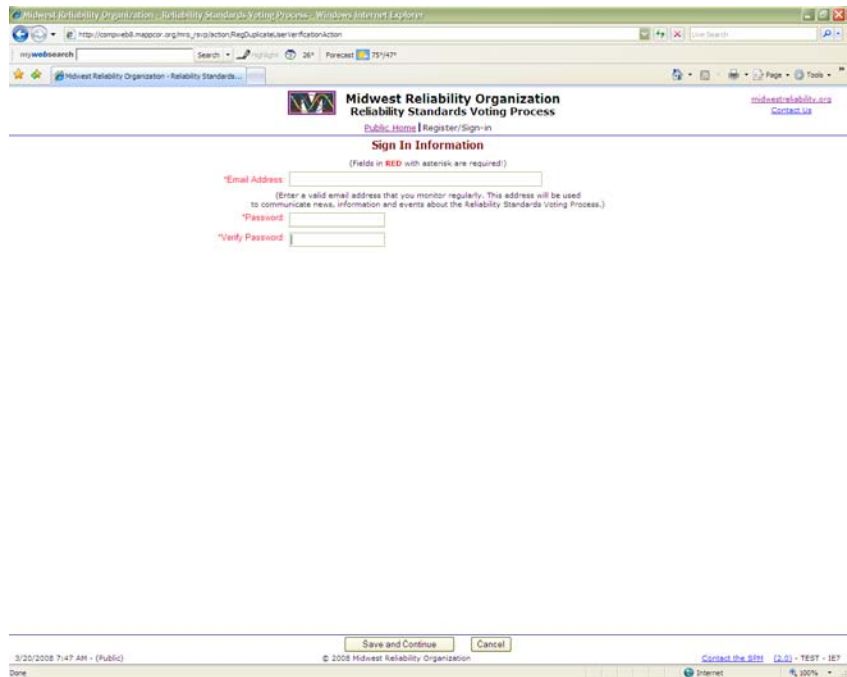 Midwest Reliability Organization - Reliability Standards Voting Process - Windows Internet Explorer
http://compweb8.mappcor.org/mro_rsvp/action/RegDuplicateUserVerificationAction
Live Search
mywebsearch Search Highlight 26° Forecast 75°/47°
Midwest Reliability Organization - Reliability Standards... Page Tools
Midwest Reliability Organization
Reliability Standards Voting Process
midwestreliability.org
Contact Us
Public Home | Register/Sign-in
Sign In Information
(Fields in RED with asterisk are required!)
*Email Address:
(Enter a valid email address that you monitor regularly. This address will be used
to communicate news, information and events about the Reliability Standards Voting Process.)
*Password:
*Verify Password:
Save and Continue Cancel
3/20/2008 7:47 AM - (Public) © 2008 Midwest Reliability Organization Contact the SPM (2.0) - TEST - IE7
Done Internet 100%